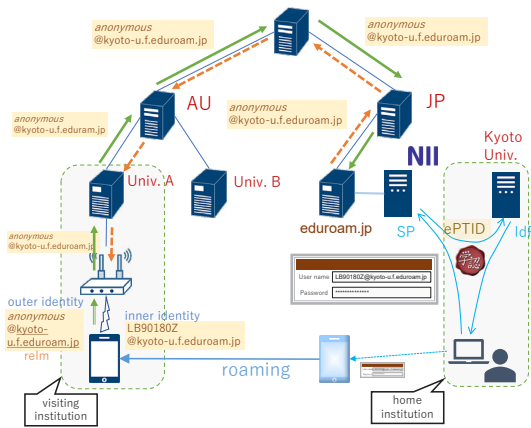 anonymous
@kyoto-u.f.eduroam.jp
anonymous
@kyoto-u.f.eduroam.jp
AU
JP
anonymous
@kyoto-u.f.eduroam.jp
anonymous
@kyoto-u.f.eduram.jp
NII
Kyoto
Univ.
Univ. A
Univ. B
eduroam.jp
SP
ePTID
IdP
anonymous
@kyoto-u.f.eduroam.jp
User name
LB90180Z@kyoto-u.f.eduroam.jp
Password
**************
outer identity
anonymous
@kyoto-
u.f.eduroam.jp
relm
inner identity
LB90180Z
@kyoto-u.f.eduroam.jp
roaming
visiting
institution
home
institution